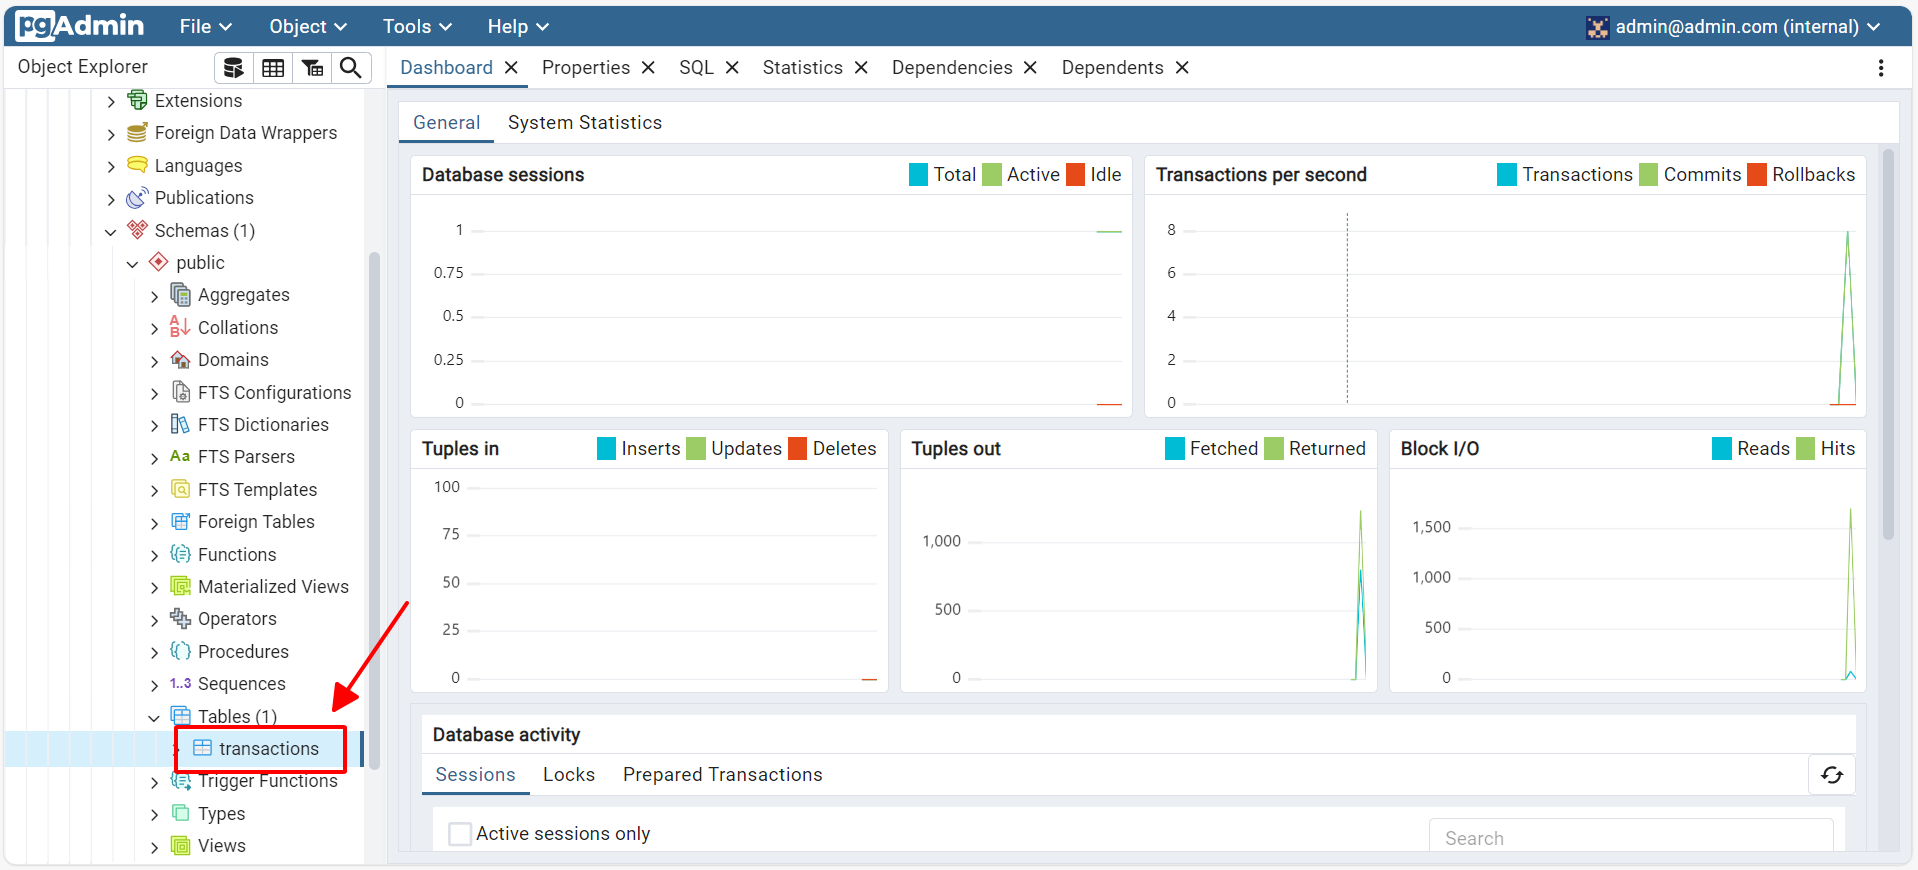 pgAdmin File Object Tools Help admin@admin.com (internal)
Object Explorer
Dashboard Properties SQL Statistics Dependencies Dependents
Extensions
Foreign Data Wrappers
Languages
Publications
Schemas (1)
public
Aggregates
Collations
Domains
FTS Configurations
FTS Dictionaries
Aa FTS Parsers
FTS Templates
Foreign Tables
Functions
Materialized Views
Operators
Procedures
1..3 Sequences
Tables (1)
transactions
Trigger Functions
Types
Views
General System Statistics
Database sessions Total Active Idle
1
0.75
0.5
0.25
0
Transactions per second Transactions Commits Rollbacks
8
6
4
2
0
Tuples in Inserts Updates Deletes
100
75
50
25
0
Tuples out Fetched Returned
1,000
500
0
Block I/O Reads Hits
1,500
1,000
500
0
Database activity
Sessions Locks Prepared Transactions
Active sessions only Search